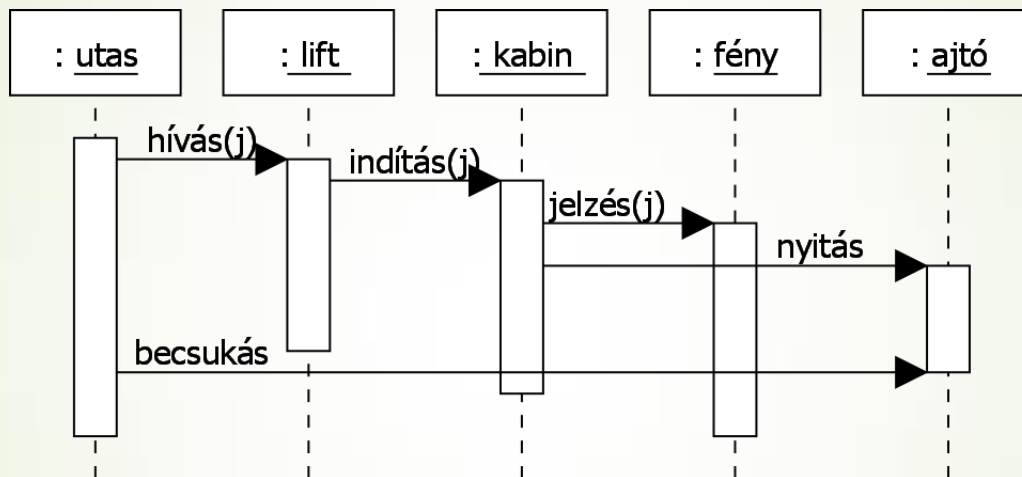 : utas
: lift
: kabin
: fény
: ajtó
hívás(j)
indítás(j)
jelzés(j)
nyitás
becsukás